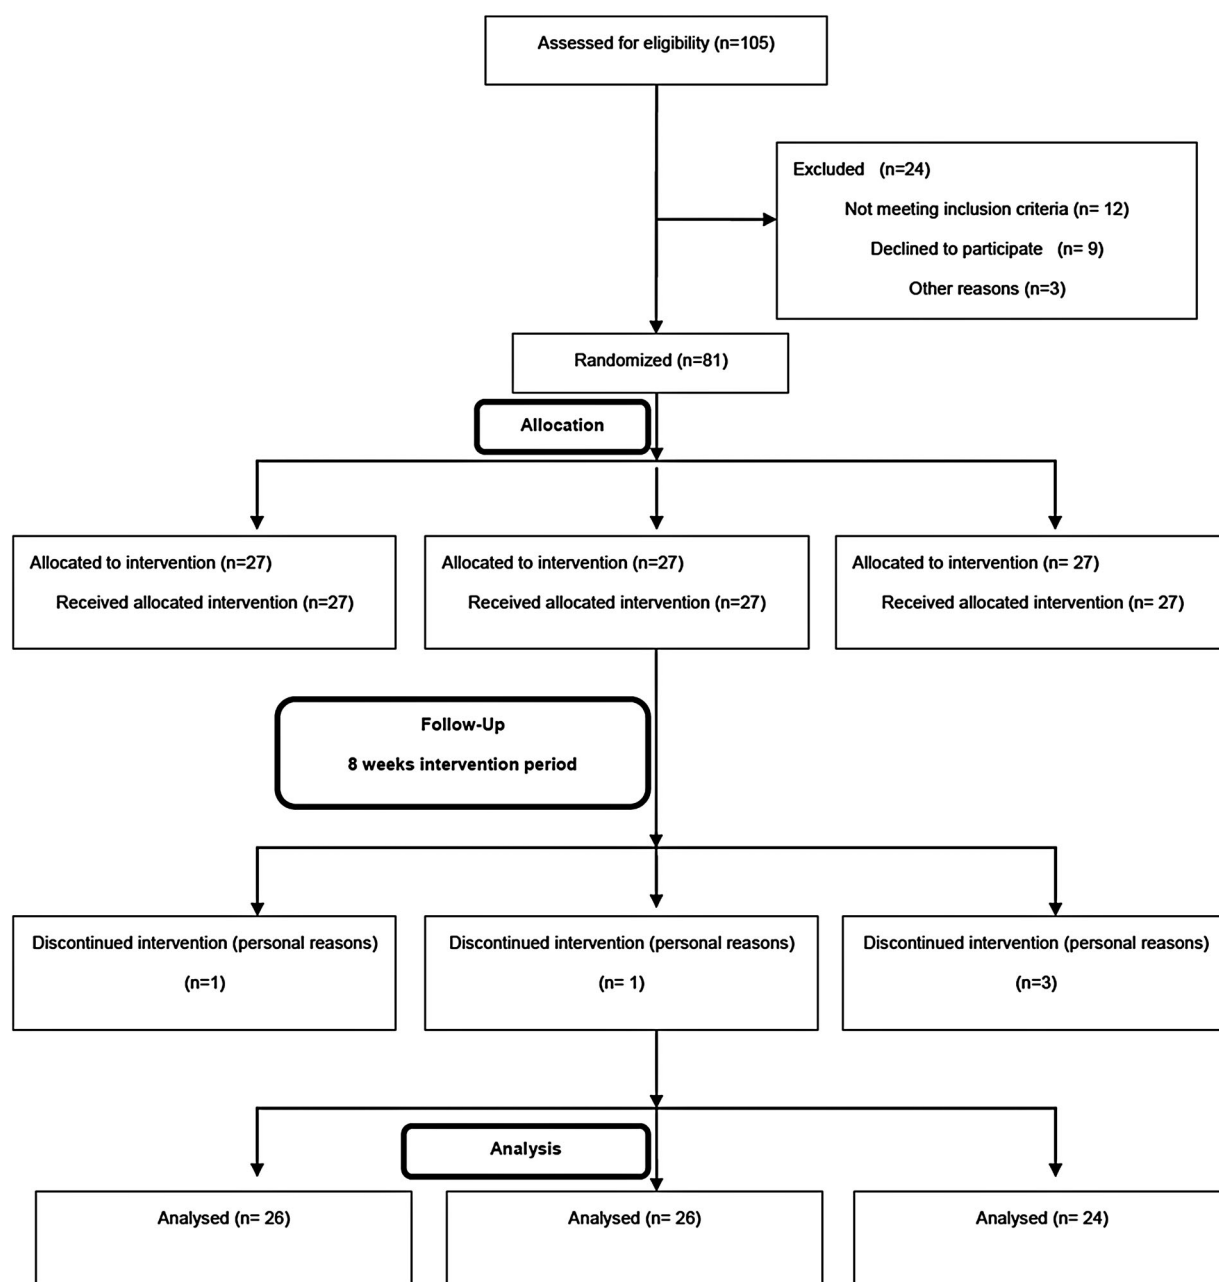 Assessed for eligibility (n=105)
Excluded (n=24)
Not meeting inclusion criteria (n= 12)
Declined to participate (n= 9)
Other reasons (n=3)
Randomized (n=81)
Allocation
Allocated to intervention (n=27)
Received allocated intervention (n=27)
Allocated to intervention (n=27)
Received allocated intervention (n=27)
Allocated to intervention (n= 27)
Received allocated intervention (n= 27)
Follow-Up
8 weeks intervention period
Discontinued intervention (personal reasons)
(n=1)
Discontinued intervention (personal reasons)
(n= 1)
Discontinued intervention (personal reasons)
(n=3)
Analysis
Analysed (n= 26)
Analysed (n= 26)
Analysed (n= 24)